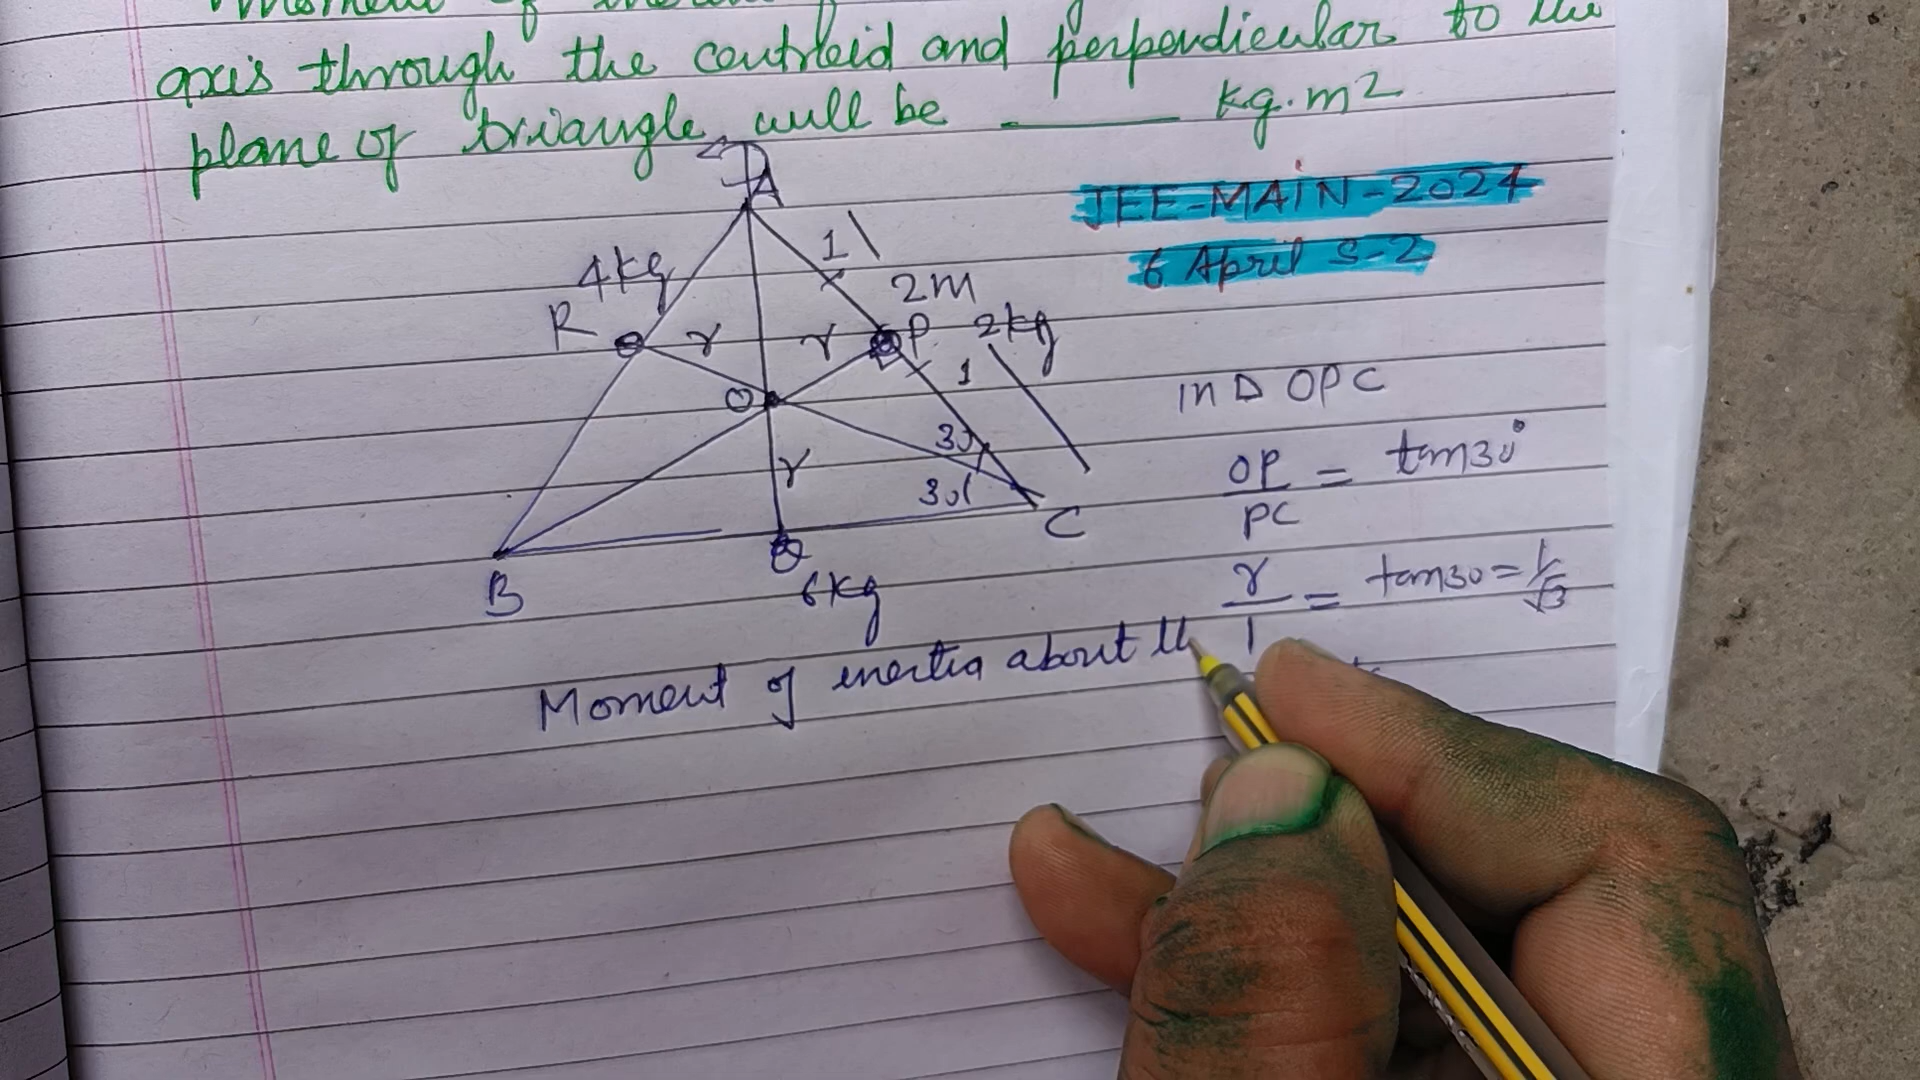 Moment of
axis through the centroid and perpendicular to the
plane of triangle, will be ______ kg.m2
JEE-MAIN-2024
6 April S-2
A
1
4kg
2m
R
r
r
P
2kg
1
O
in Δ OPC
30
OP/PC = tan30°
r
30
C
Q
B
6kg
r/1 = tan30 = 1/√3
Moment of inertia about